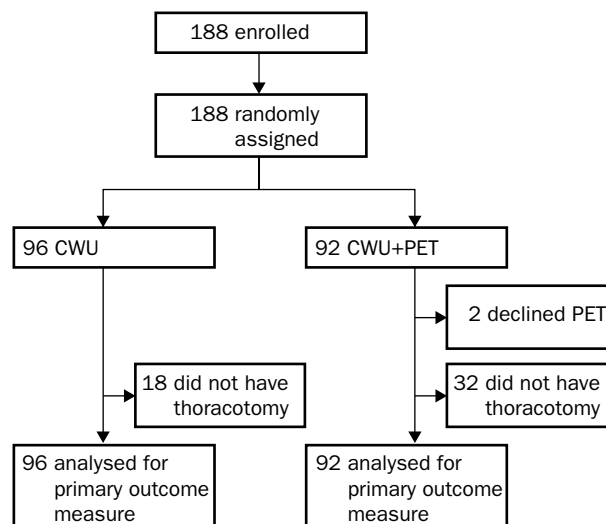 188 enrolled
188 randomly
assigned
96 CWU
92 CWU+PET
2 declined PET
18 did not have
thoracotomy
32 did not have
thoracotomy
96 analysed for
primary outcome
measure
92 analysed for
primary outcome
measure